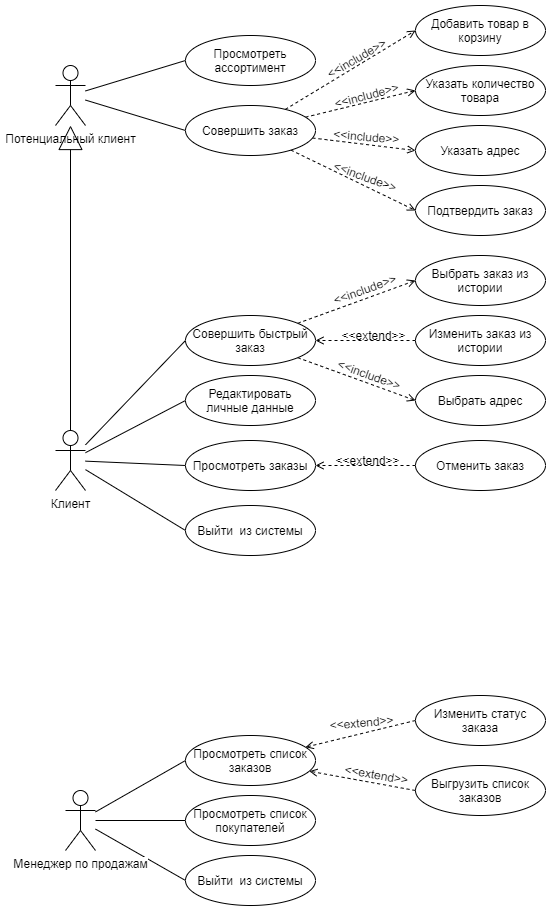 Добавить товар в
корзину
Просмотреть
ассортимент
<<include>>
Указать количество
товара
<<include>>
Совершить заказ
Потенциальный клиент
<<include>>
Указать адрес
<<include>>
Подтвердить заказ
Выбрать заказ из
истории
<<include>>
Совершить быстрый
заказ
<<extend>>
Изменить заказ из
истории
<<include>>
Выбрать адрес
Редактировать
личные данные
Просмотреть заказы
<<extend>>
Отменить заказ
Клиент
Выйти  из системы
Изменить статус
заказа
<<extend>>
Просмотреть список
заказов
<<extend>>
Выгрузить список
заказов
Просмотреть список
покупателей
Менеджер по продажам
Выйти  из системы